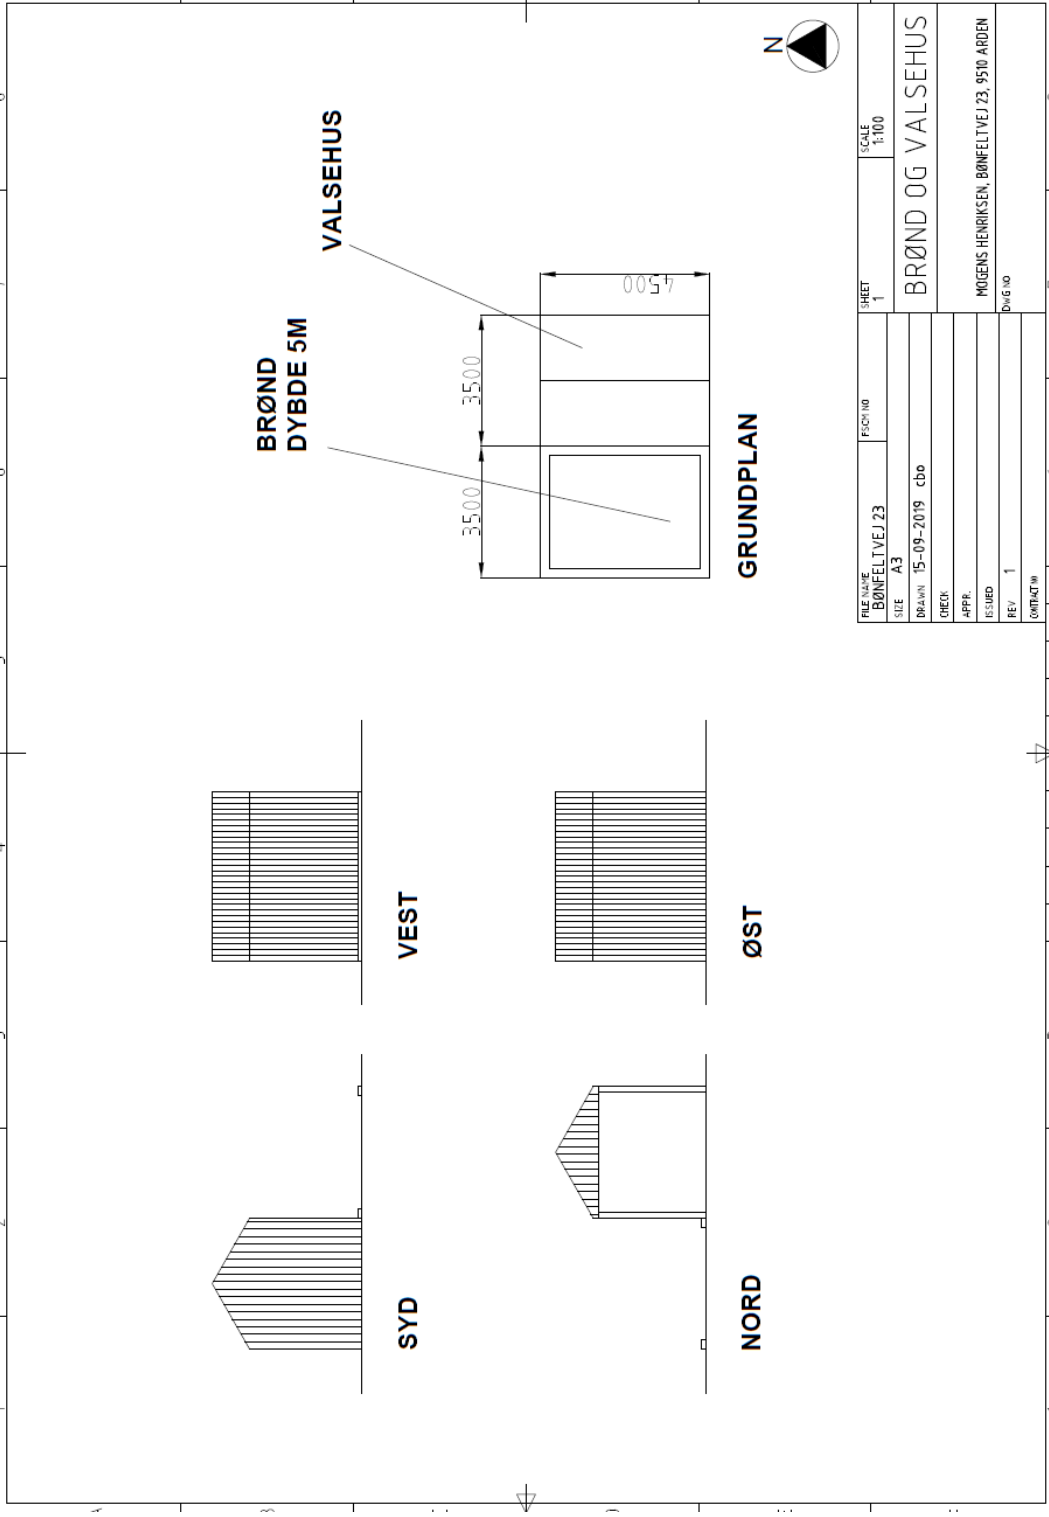 N
VALSEHUS
BRØND
DYBDE 5M
3500
3500
4500
GRUNDPLAN
VEST
ØST
SYD
NORD
FILE NAME
BØNFELTVEJ 23
FSCM NO
SHEET
1
SCALE
1:100
SIZE A3
DRAWN 15-09-2019 cbo
CHECK
APPR.
ISSUED
REV 1
CONTRACT NO
BRØND OG VALSEHUS
MOGENS HENRIKSEN, BØNFELTVEJ 23, 9510 ARDEN
DWG NO